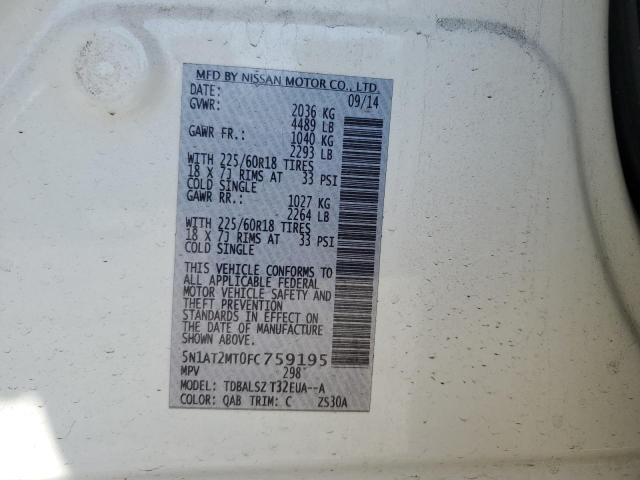 MFD BY NISSAN MOTOR CO., LTD
DATE: 09/14
GVWR: 2036 KG
4489 LB
GAWR FR.: 1040 KG
2293 LB
WITH 225/60R18 TIRES
18 X 7J RIMS AT 33 PSI
COLD SINGLE
GAWR RR.: 1027 KG
2264 LB
WITH 225/60R18 TIRES
18 X 7J RIMS AT 33 PSI
COLD SINGLE
THIS VEHICLE CONFORMS TO
ALL APPLICABLE FEDERAL
MOTOR VEHICLE SAFETY AND
THEFT PREVENTION
STANDARDS IN EFFECT ON
THE DATE OF MANUFACTURE
SHOWN ABOVE.
5N1AT2MT0FC759195
MPV 298
MODEL: TDBALSZ T32EUA--A
COLOR: QAB TRIM: C ZS30A